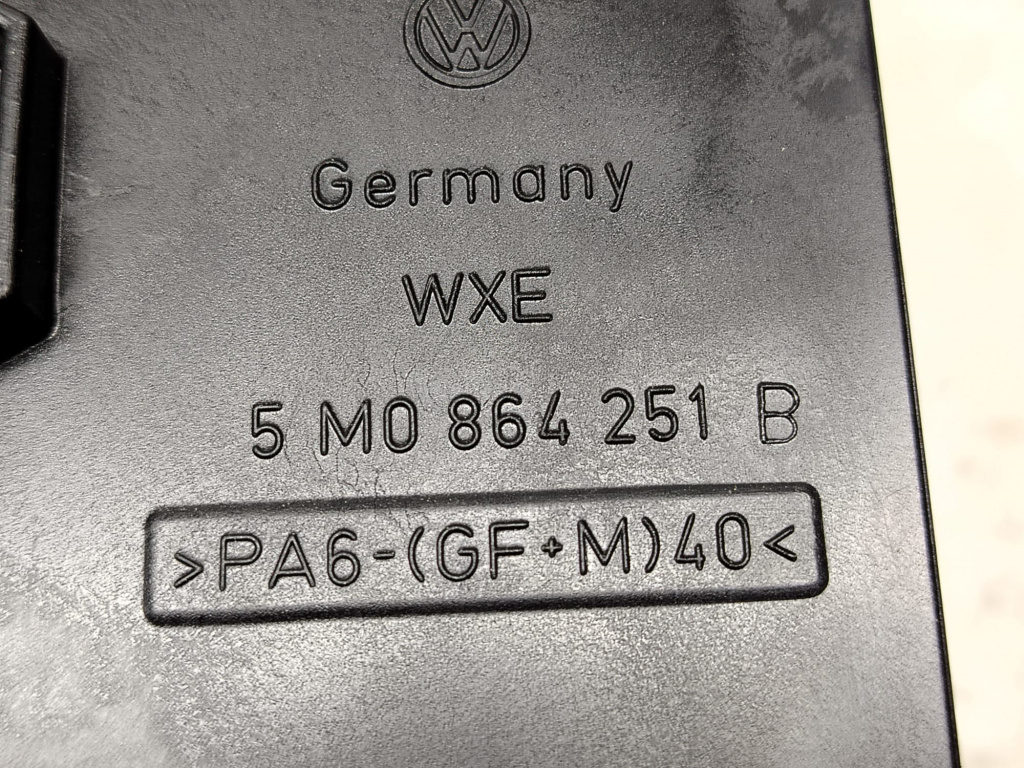 Germany
WXE
5 M0 864 251 B
>PA6-(GF+M)40<